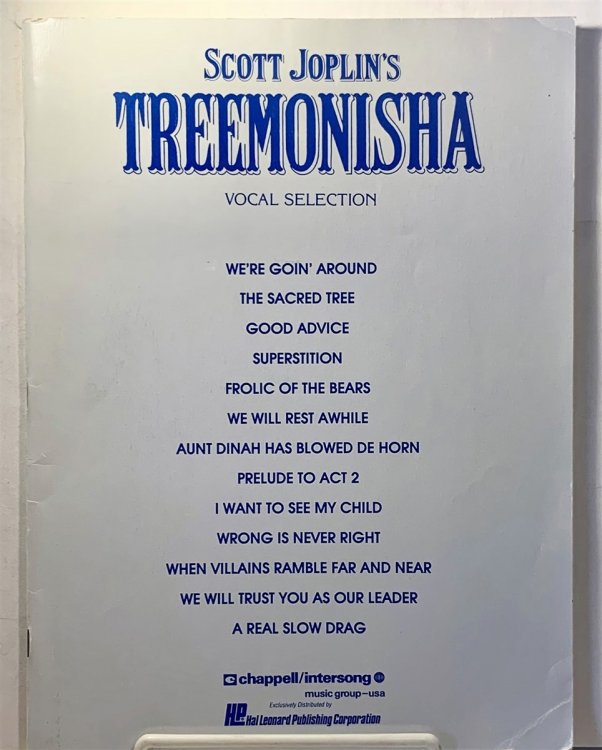 SCOTT JOPLIN'S
TREEMONISHA
VOCAL SELECTION
WE'RE GOIN' AROUND
THE SACRED TREE
GOOD ADVICE
SUPERSTITION
FROLIC OF THE BEARS
WE WILL REST AWHILE
AUNT DINAH HAS BLOWED DE HORN
PRELUDE TO ACT 2
I WANT TO SEE MY CHILD
WRONG IS NEVER RIGHT
WHEN VILLAINS RAMBLE FAR AND NEAR
WE WILL TRUST YOU AS OUR LEADER
A REAL SLOW DRAG
chappell/intersong
music group–usa
Exclusively Distributed by
Hal Leonard Publishing Corporation